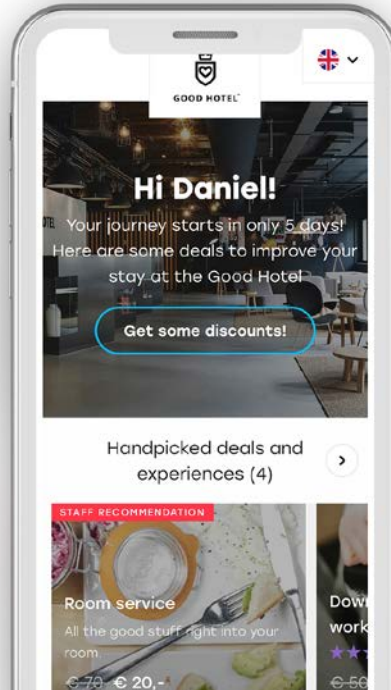 GOOD HOTEL
Hi Daniel!
Your journey starts in only 5 days!
Here are some deals to improve your
stay at the Good Hotel
Get some discounts!
Handpicked deals and
experiences (4)
STAFF RECOMMENDATION
Room service
All the good stuff right into your
room.
€ 70 € 20,-
work
€ 50